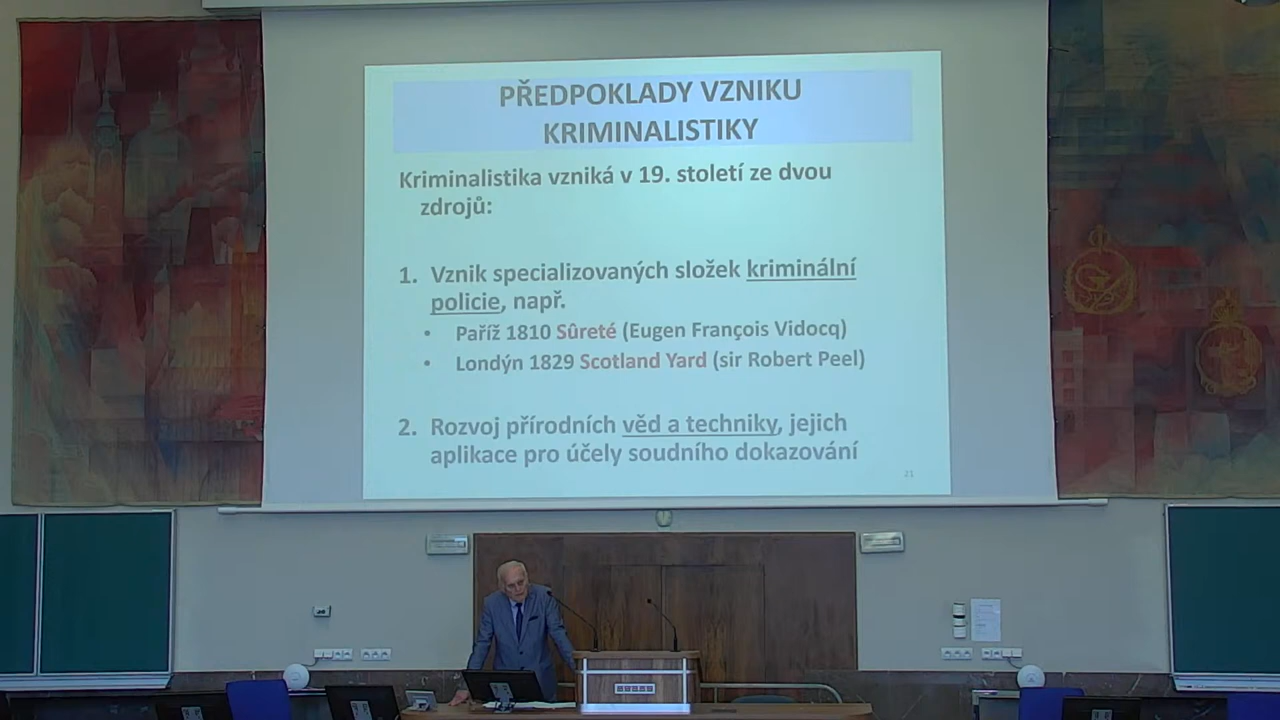 PŘEDPOKLADY VZNIKU
KRIMINALISTIKY
Kriminalistika vzniká v 19. století ze dvou
zdrojů:
1. Vznik specializovaných složek kriminální
policie, např.
• Paříž 1810 Sûreté (Eugen François Vidocq)
• Londýn 1829 Scotland Yard (sir Robert Peel)
2. Rozvoj přírodních věd a techniky, jejich
aplikace pro účely soudního dokazování
21